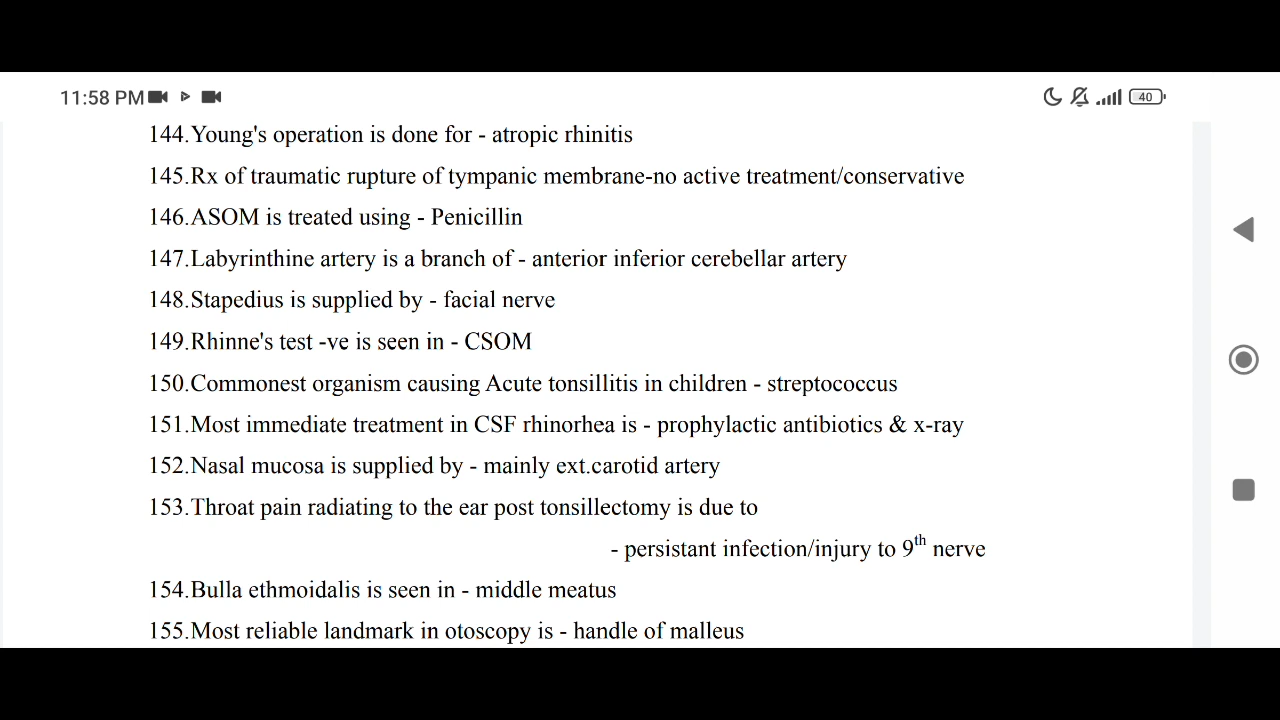 11:58 PM
40
144.Young's operation is done for - atropic rhinitis
145.Rx of traumatic rupture of tympanic membrane-no active treatment/conservative
146.ASOM is treated using - Penicillin
147.Labyrinthine artery is a branch of - anterior inferior cerebellar artery
148.Stapedius is supplied by - facial nerve
149.Rhinne's test -ve is seen in - CSOM
150.Commonest organism causing Acute tonsillitis in children - streptococcus
151.Most immediate treatment in CSF rhinorhea is - prophylactic antibiotics & x-ray
152.Nasal mucosa is supplied by - mainly ext.carotid artery
153.Throat pain radiating to the ear post tonsillectomy is due to
- persistant infection/injury to 9th nerve
154.Bulla ethmoidalis is seen in - middle meatus
155.Most reliable landmark in otoscopy is - handle of malleus